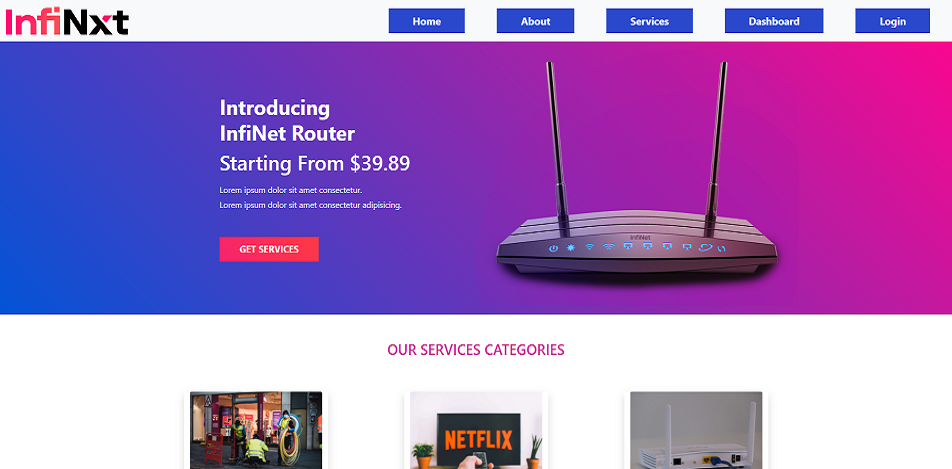 InfiNxt
Home
About
Services
Dashboard
Login
Introducing
InfiNet Router
Starting From $39.89
Lorem ipsum dolor sit amet consectetur.
Lorem ipsum dolor sit amet consectetur adipisicing.
GET SERVICES
InfiNet
OUR SERVICES CATEGORIES
NETFLIX